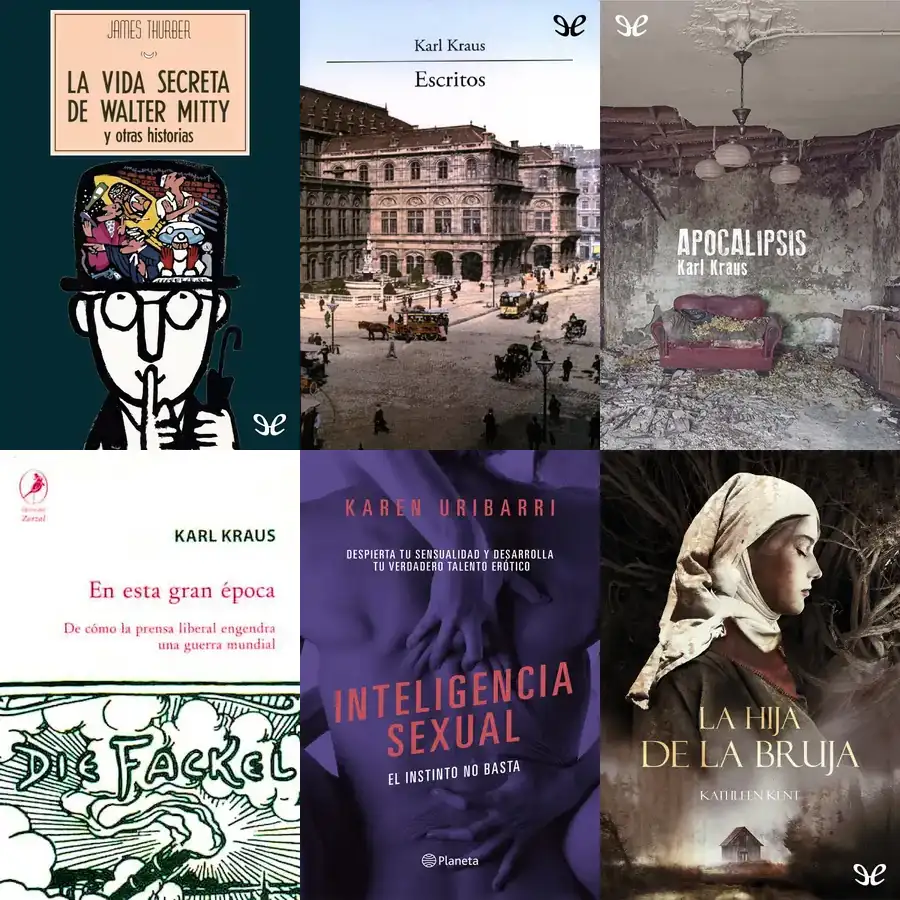 JAMES THURBER
LA VIDA SECRETA
DE WALTER MITTY
y otras historias
Karl Kraus
Escritos
APOCALIPSIS
Karl Kraus
Zorzal
KARL KRAUS
En esta gran época
De cómo la prensa liberal engendra
una guerra mundial
DIE FACKEL
KAREN URIBARRI
DESPIERTA TU SENSUALIDAD Y DESARROLLA
TU VERDADERO TALENTO ERÓTICO
INTELIGENCIA
SEXUAL
EL INSTINTO NO BASTA
Planeta
LA HIJA
DE LA BRUJA
KATHLEEN KENT